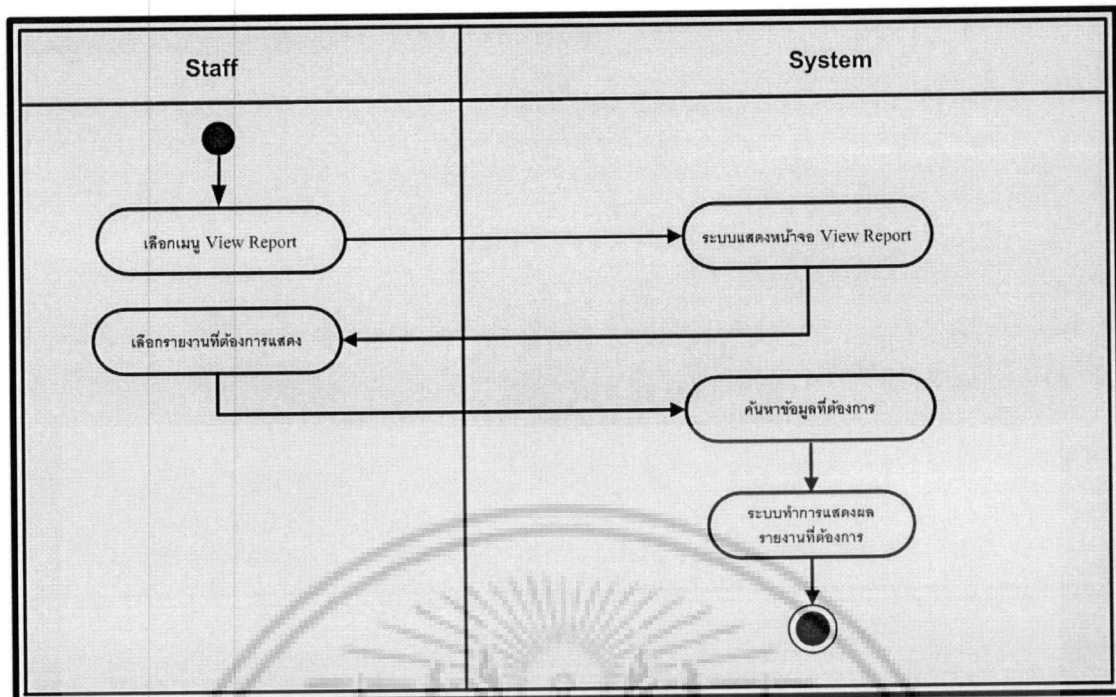 Staff
System
เลือกเมนู View Report
ระบบแสดงหน้าจอ View Report
เลือกรายงานที่ต้องการแสดง
ค้นหาข้อมูลที่ต้องการ
ระบบทำการแสดงผล
รายงานที่ต้องการ